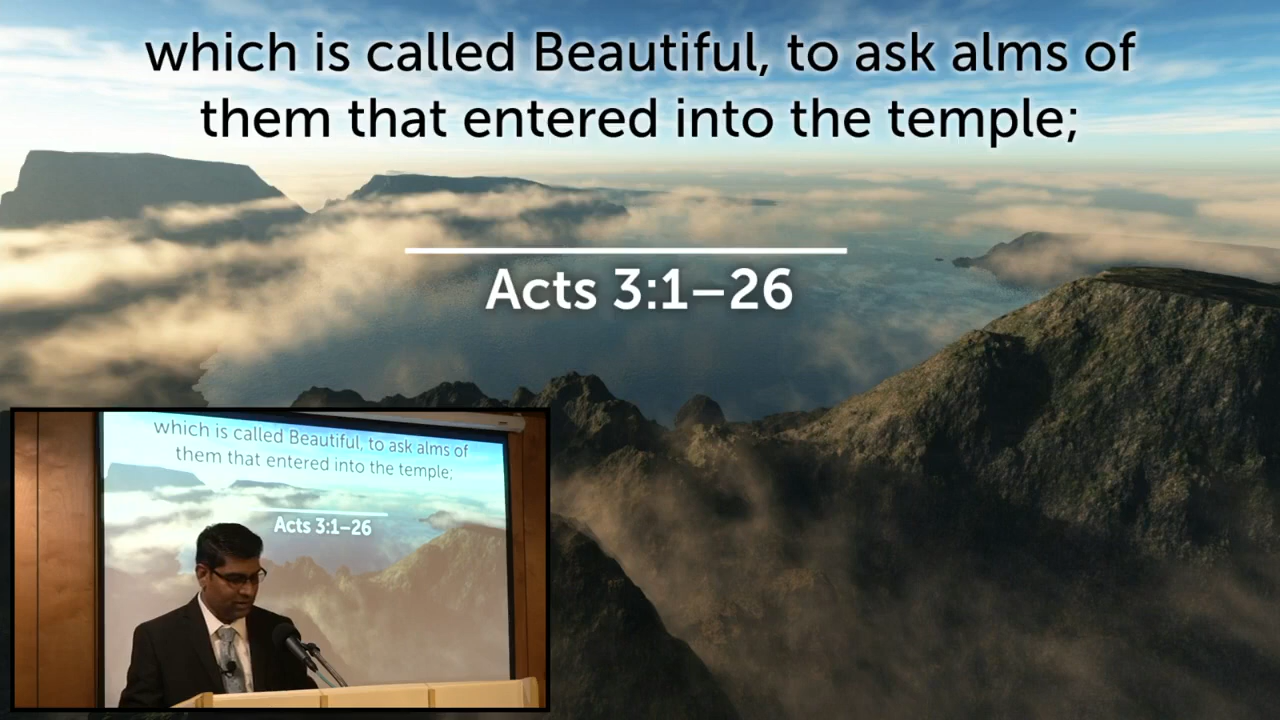 which is called Beautiful, to ask alms of
them that entered into the temple;
Acts 3:1–26
which is called Beautiful, to ask alms of
them that entered into the temple;
Acts 3:1–26